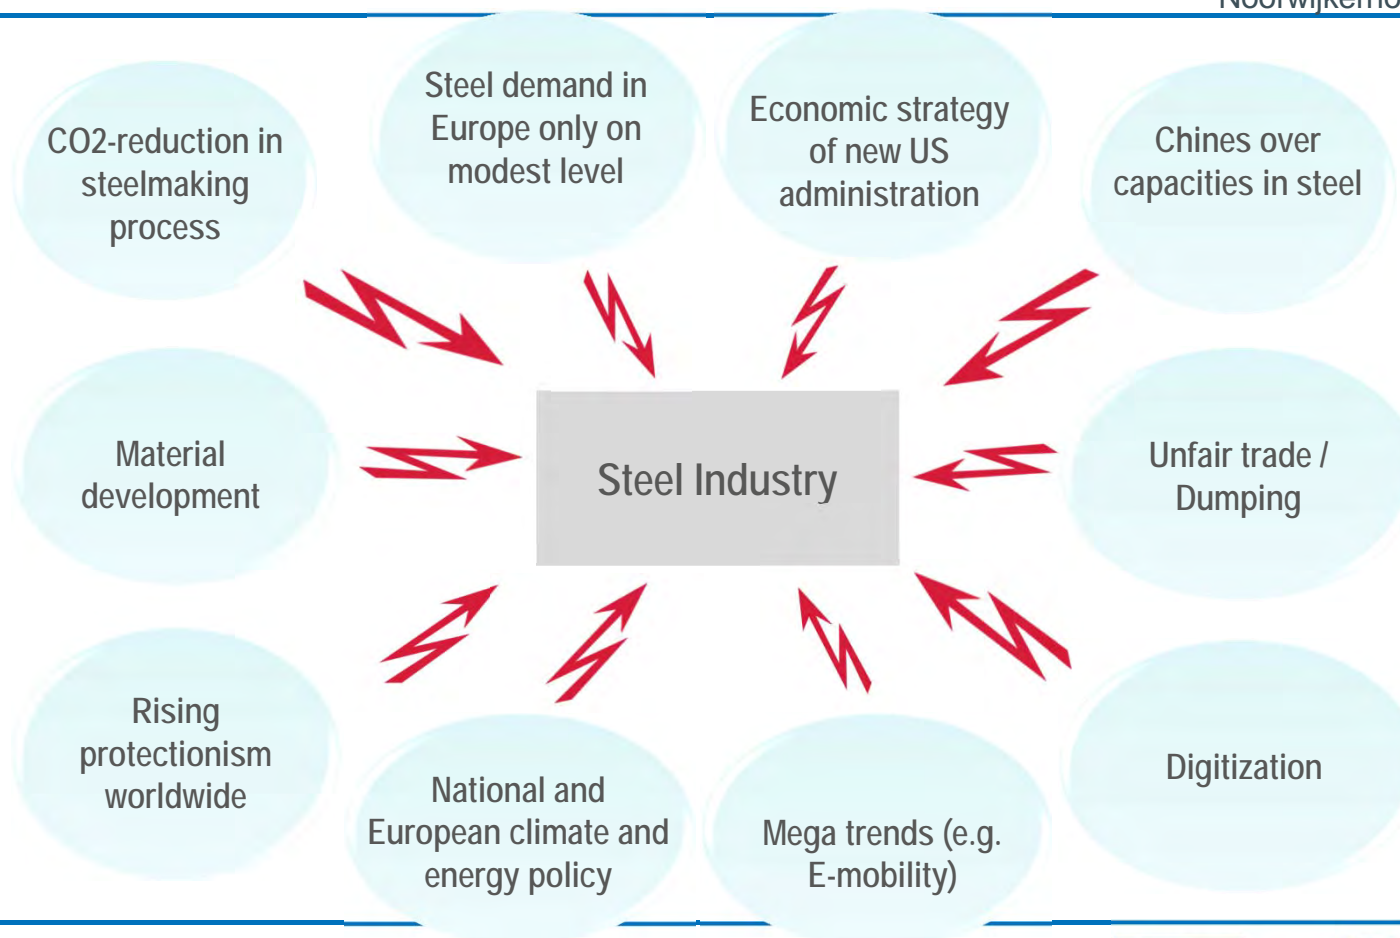 CO2-reduction in
steelmaking
process
Steel demand in
Europe only on
modest level
Economic strategy
of new US
administration
Chines over
capacities in steel
Material
development
Steel Industry
Unfair trade /
Dumping
Rising
protectionism
worldwide
National and
European climate and
energy policy
Mega trends (e.g.
E-mobility)
Digitization